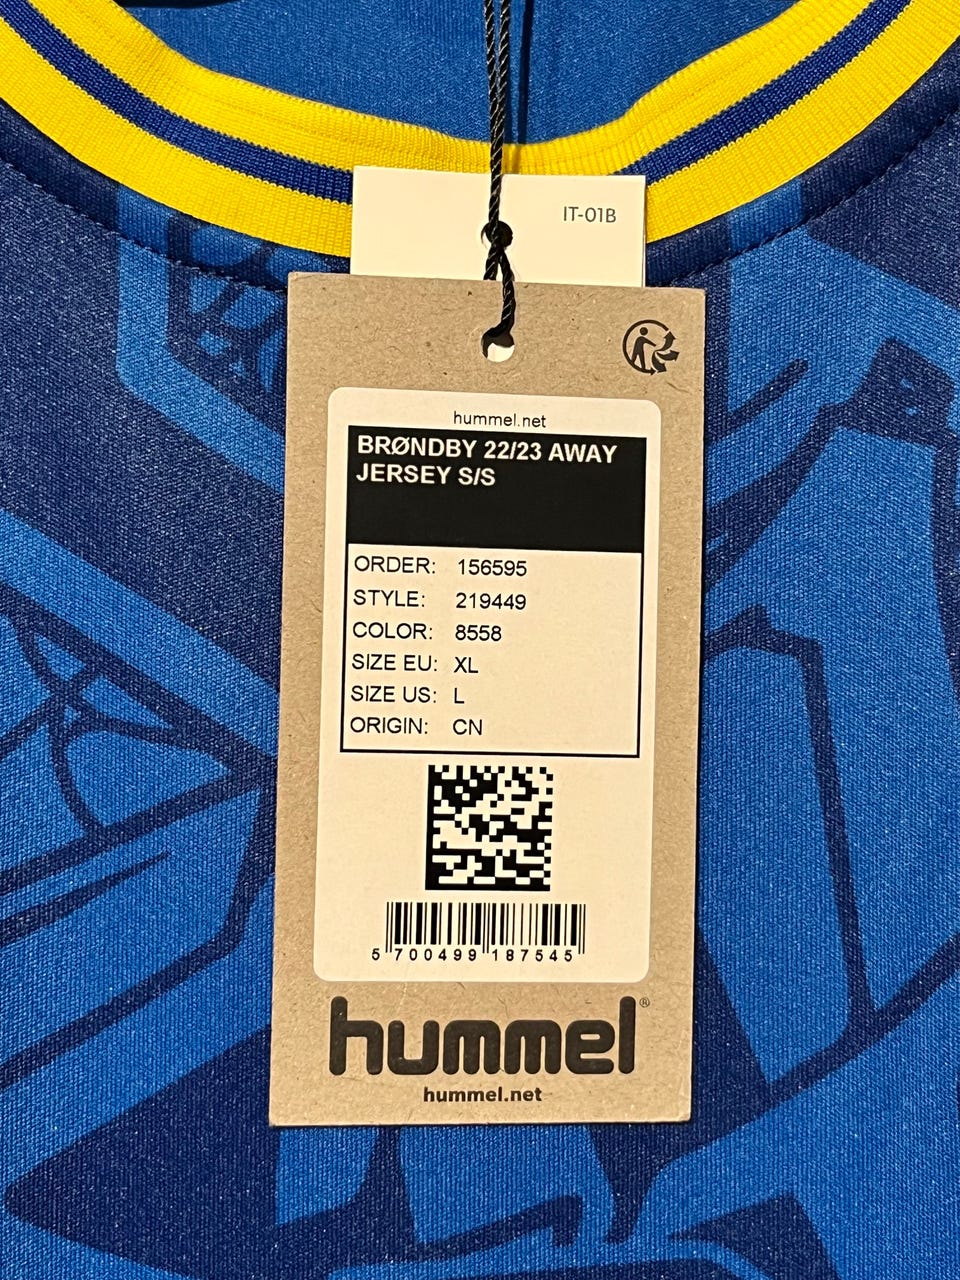 IT-01B
hummel.net
BRØNDBY 22/23 AWAY
JERSEY S/S
ORDER: 156595
STYLE: 219449
COLOR: 8558
SIZE EU: XL
SIZE US: L
ORIGIN: CN
5 700499 187545
hummel®
hummel.net